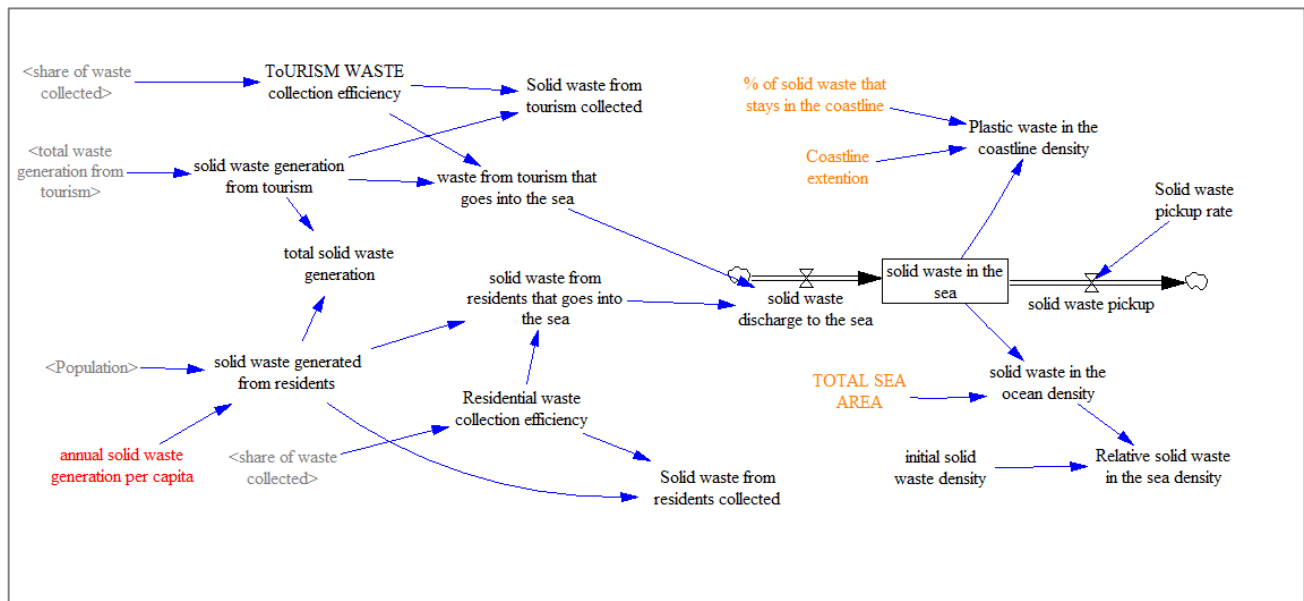 <share of waste
collected>
ToURISM WASTE
collection efficiency
Solid waste from
tourism collected
% of solid waste that
stays in the coastline
Plastic waste in the
coastline density
<total waste
generation from
tourism>
solid waste generation
from tourism
waste from tourism that
goes into the sea
Coastline
extention
Solid waste
pickup rate
total solid waste
generation
solid waste from
residents that goes into
the sea
solid waste
discharge to the sea
solid waste in the
sea
solid waste pickup
<Population>
solid waste generated
from residents
Residential waste
collection efficiency
TOTAL SEA
AREA
solid waste in the
ocean density
annual solid waste
generation per capita
<share of waste
collected>
Solid waste from
residents collected
initial solid
waste density
Relative solid waste
in the sea density